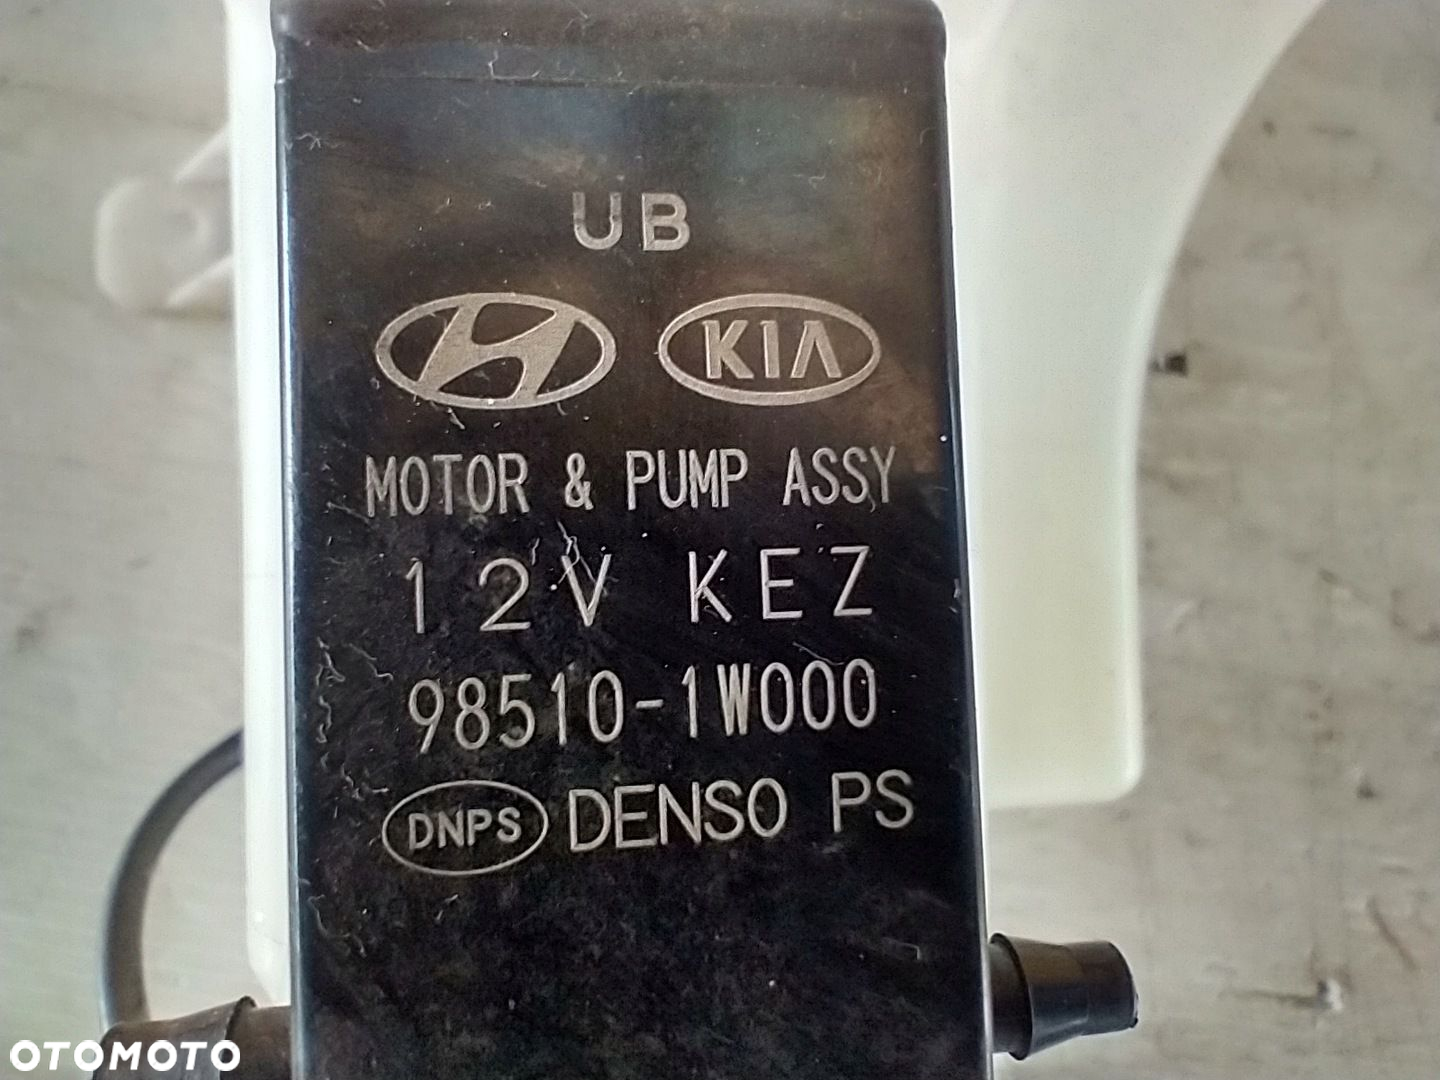 UB
KIA
MOTOR & PUMP ASSY
12V KEZ
98510-1W000
DNPS DENSO PS
OTOMOTO